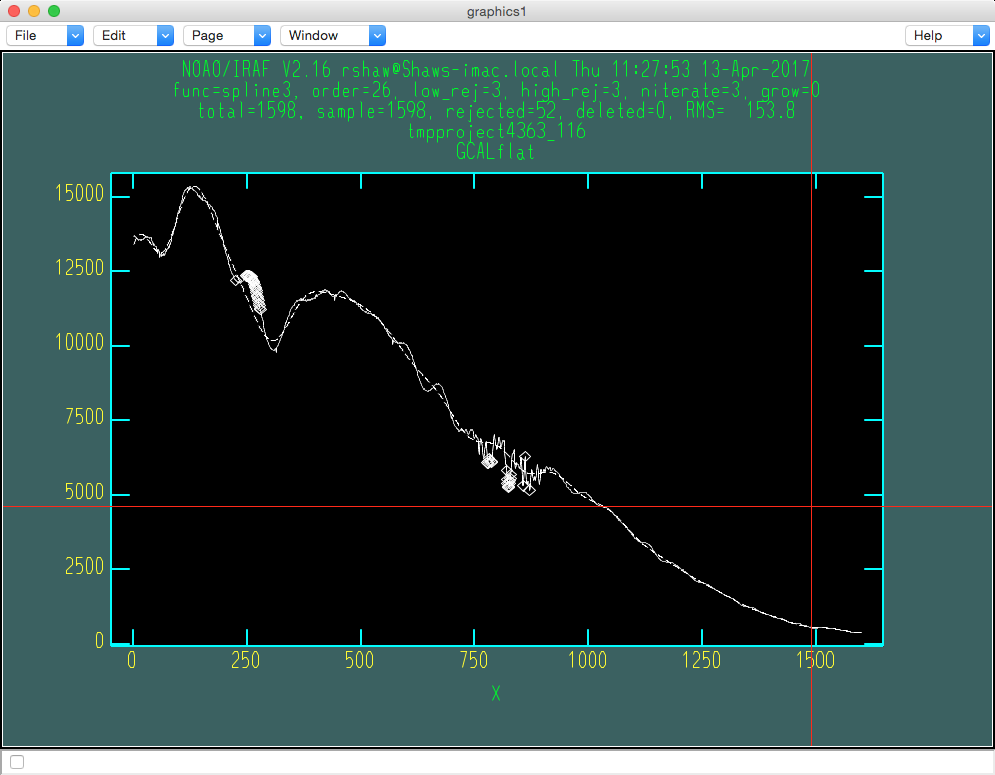 graphics1
File Edit Page Window Help
NOAO/IRAF V2.16 rshaw@Shaws-imac.local Thu 11:27:53 13-Apr-2017
func=spline3, order=26, low_rej=3, high_rej=3, niterate=3, grow=0
total=1598, sample=1598, rejected=52, deleted=0, RMS= 153.8
tmpproject4363_116
GCALflat
15000
12500
10000
7500
5000
2500
0
0 250 500 750 1000 1250 1500
X